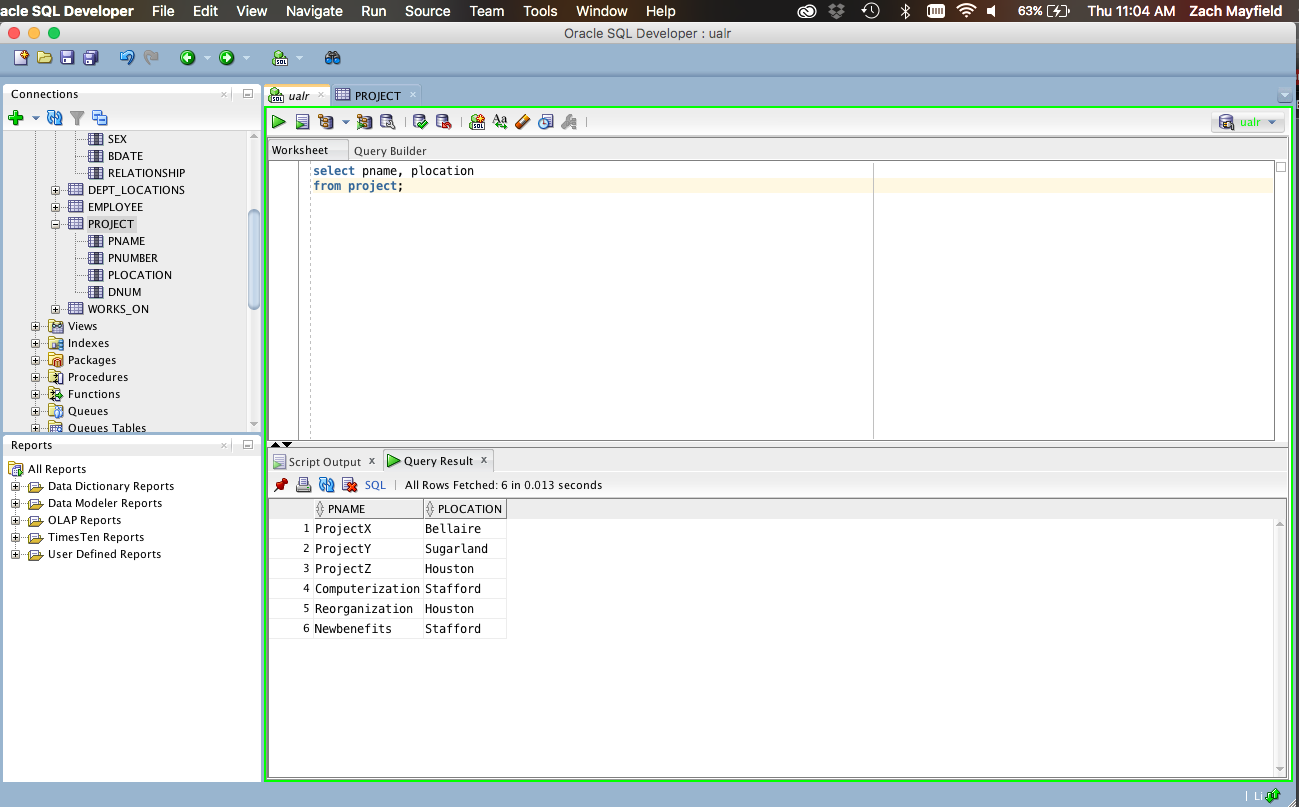 acle SQL Developer File Edit View Navigate Run Source Team Tools Window Help 63% Thu 11:04 AM Zach Mayfield
Oracle SQL Developer : ualr
Connections
SEX
BDATE
RELATIONSHIP
DEPT_LOCATIONS
EMPLOYEE
PROJECT
PNAME
PNUMBER
PLOCATION
DNUM
WORKS_ON
Views
Indexes
Packages
Procedures
Functions
Queues
Queues Tables
Reports
All Reports
Data Dictionary Reports
Data Modeler Reports
OLAP Reports
TimesTen Reports
User Defined Reports
ualr PROJECT
ualr
Worksheet Query Builder
select pname, plocation
from project;
Script Output x Query Result x
SQL | All Rows Fetched: 6 in 0.013 seconds
PNAME PLOCATION
1 ProjectX Bellaire
2 ProjectY Sugarland
3 ProjectZ Houston
4 Computerization Stafford
5 Reorganization Houston
6 Newbenefits Stafford
Li